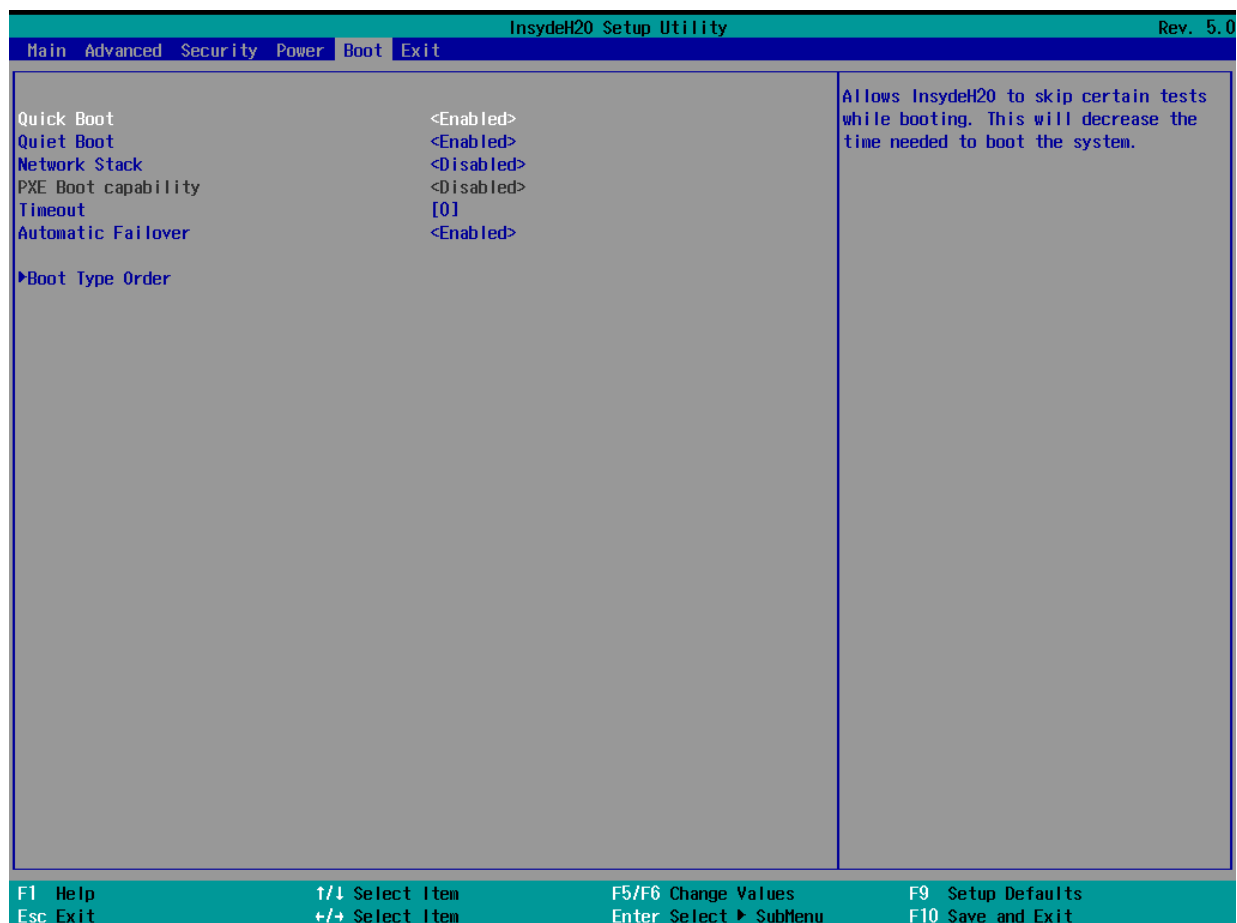 InsydeH20 Setup Utility Rev. 5.0
Main Advanced Security Power Boot Exit
Quick Boot <Enabled>
Quiet Boot <Enabled>
Network Stack <Disabled>
PXE Boot capability <Disabled>
Timeout [0]
Automatic Failover <Enabled>
▶Boot Type Order
Allows InsydeH20 to skip certain tests
while booting. This will decrease the
time needed to boot the system.
F1 Help ↑/↓ Select Item F5/F6 Change Values F9 Setup Defaults
Esc Exit ←/→ Select Item Enter Select ▶ SubMenu F10 Save and Exit